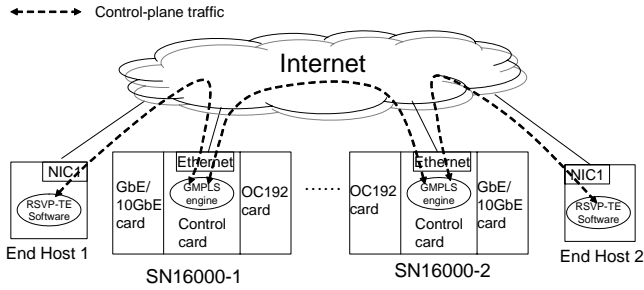 Control-plane traffic
Internet
NIC1
RSVP-TE
Software
End Host 1
GbE/
10GbE
card
Ethernet
GMPLS
engine
Control
card
OC192
card
SN16000-1
......
OC192
card
Ethernet
GMPLS
engine
Control
card
GbE/
10GbE
card
SN16000-2
NIC1
RSVP-TE
Software
End Host 2